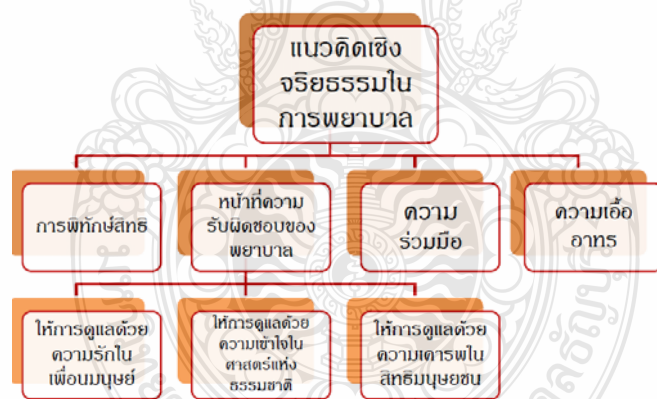 แนวคิดเชิง
จริยธรรมใน
การพยาบาล
การพิทักษ์สิทธิ
หน้าที่ความ
รับผิดชอบของ
พยาบาล
ความ
ร่วมมือ
ความเอื้อ
อาทร
ให้การดูแลด้วย
ความรักใน
เพื่อนมนุษย์
ให้การดูแลด้วย
ความเข้าใจใน
ศาสตร์แห่ง
ธรรมชาติ
ให้การดูแลด้วย
ความเคารพใน
สิทธิมนุษยชน